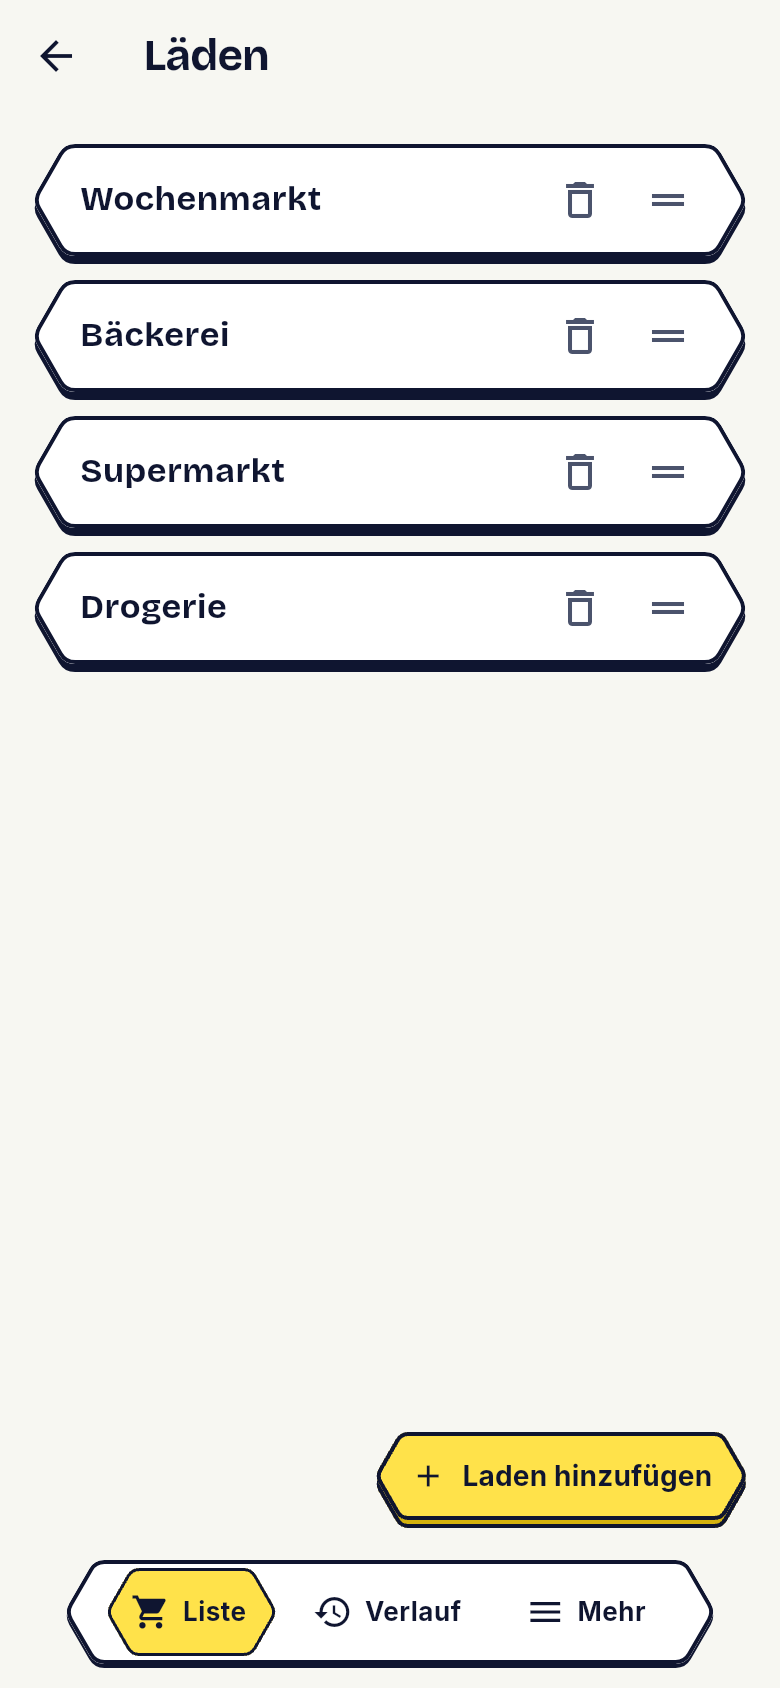 Läden
Wochenmarkt
Bäckerei
Supermarkt
Drogerie
Laden hinzufügen
Liste
Verlauf
Mehr